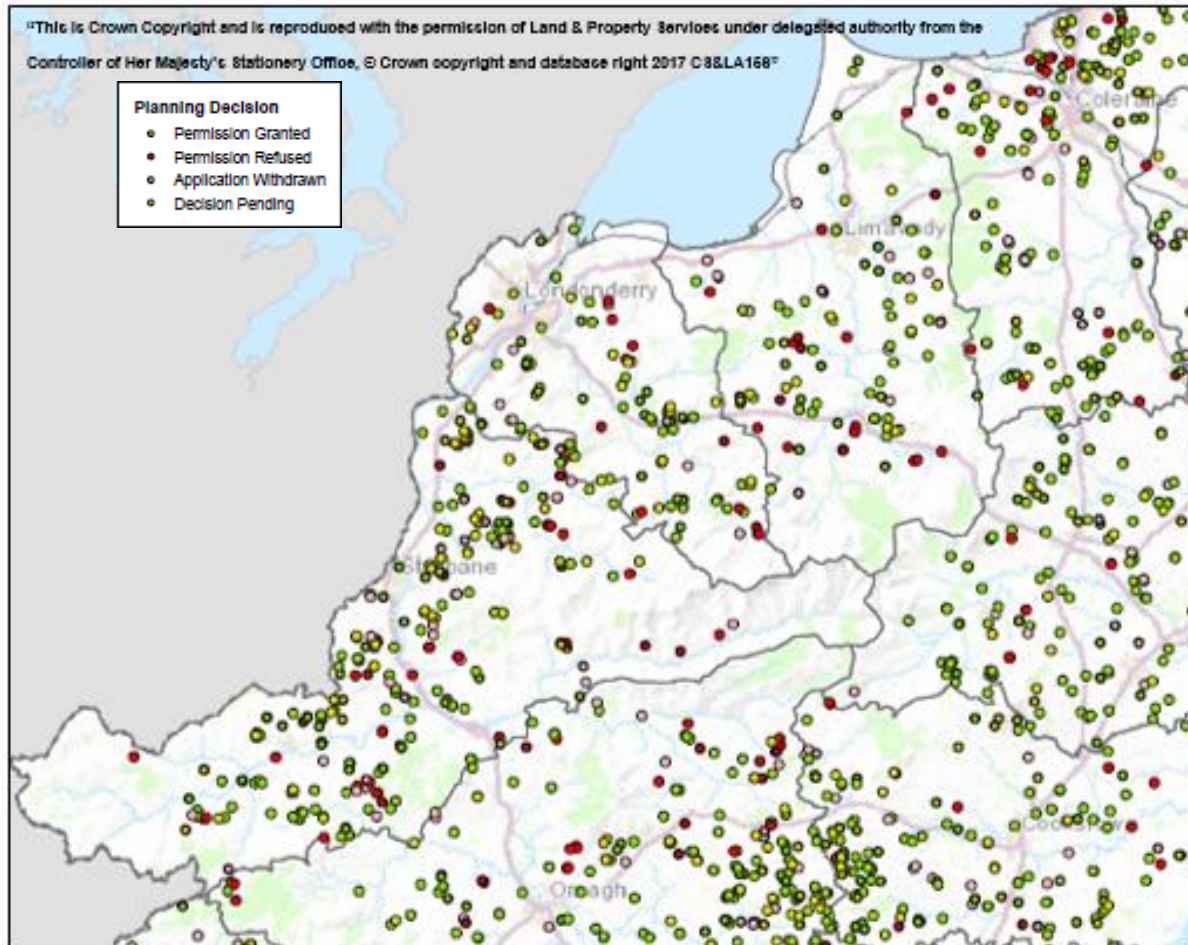 "This is Crown Copyright and is reproduced with the permission of Land & Property Services under delegated authority from the
Controller of Her Majesty's Stationery Office, © Crown copyright and database right 2017 CS&LA156"
Planning Decision
Permission Granted
Permission Refused
Application Withdrawn
Decision Pending
Coleraine
Limavady
Londonderry
Strabane
Cookstown
Omagh